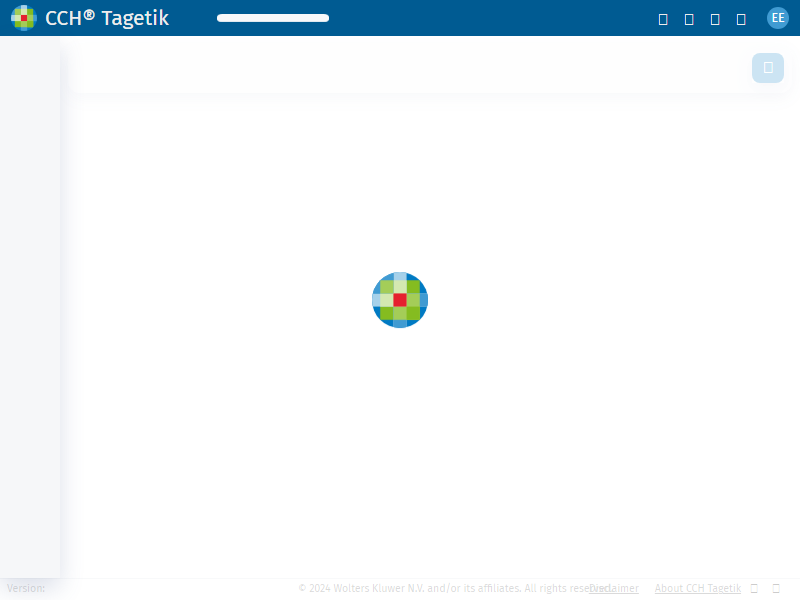 CCH® Tagetik
EE
Version:
© 2024 Wolters Kluwer N.V. and/or its affiliates. All rights reserved.
Disclaimer
About CCH Tagetik